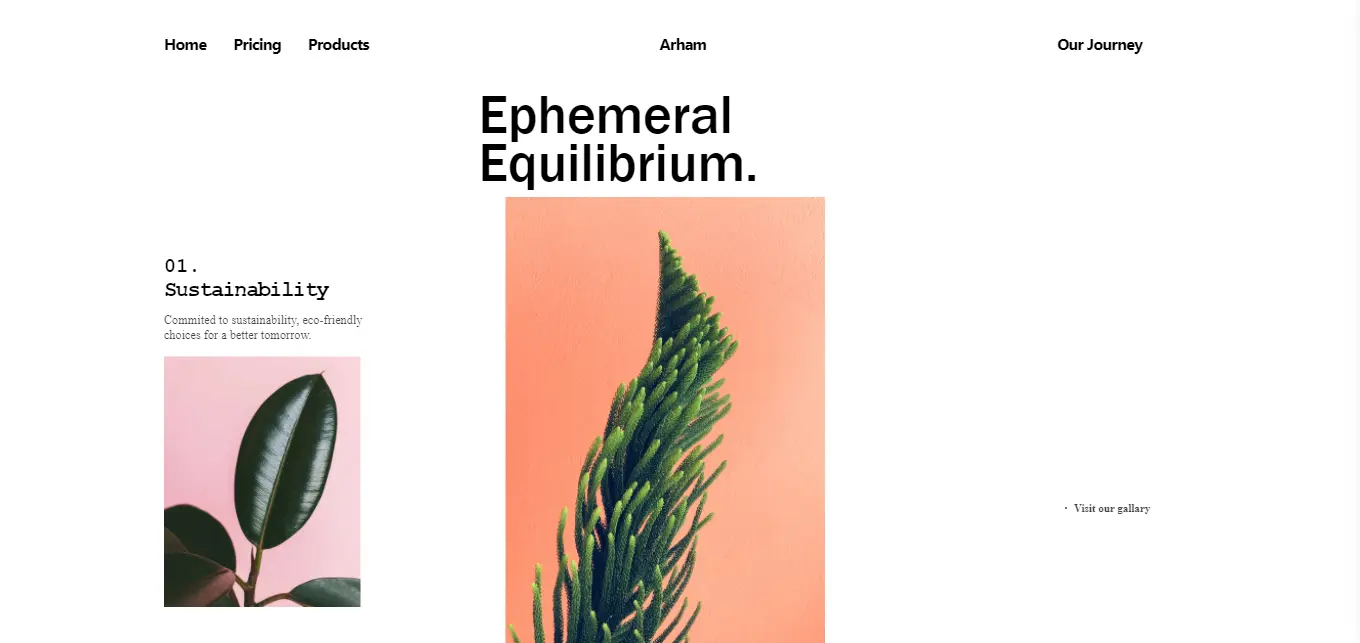 Home Pricing Products Arham Our Journey
Ephemeral
Equilibrium.
01.
Sustainability
Commited to sustainability, eco-friendly
choices for a better tomorrow.
· Visit our gallary